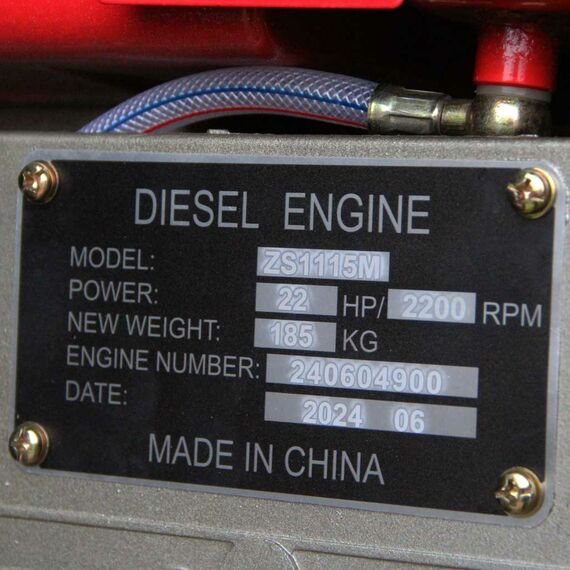 DIESEL ENGINE
MODEL: ZS1115M
POWER: 22 HP/ 2200 RPM
NEW WEIGHT: 185 KG
ENGINE NUMBER: 240604900
DATE: 2024 06
MADE IN CHINA